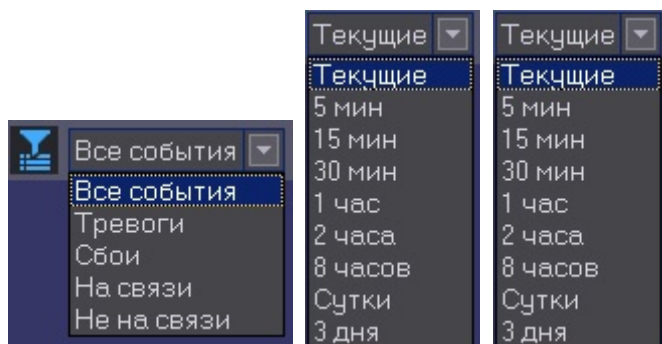 Все события
Все события
Тревоги
Сбои
На связи
Не на связи
Текущие
Текущие
5 мин
15 мин
30 мин
1 час
2 часа
8 часов
Сутки
3 дня
Текущие
Текущие
5 мин
15 мин
30 мин
1 час
2 часа
8 часов
Сутки
3 дня